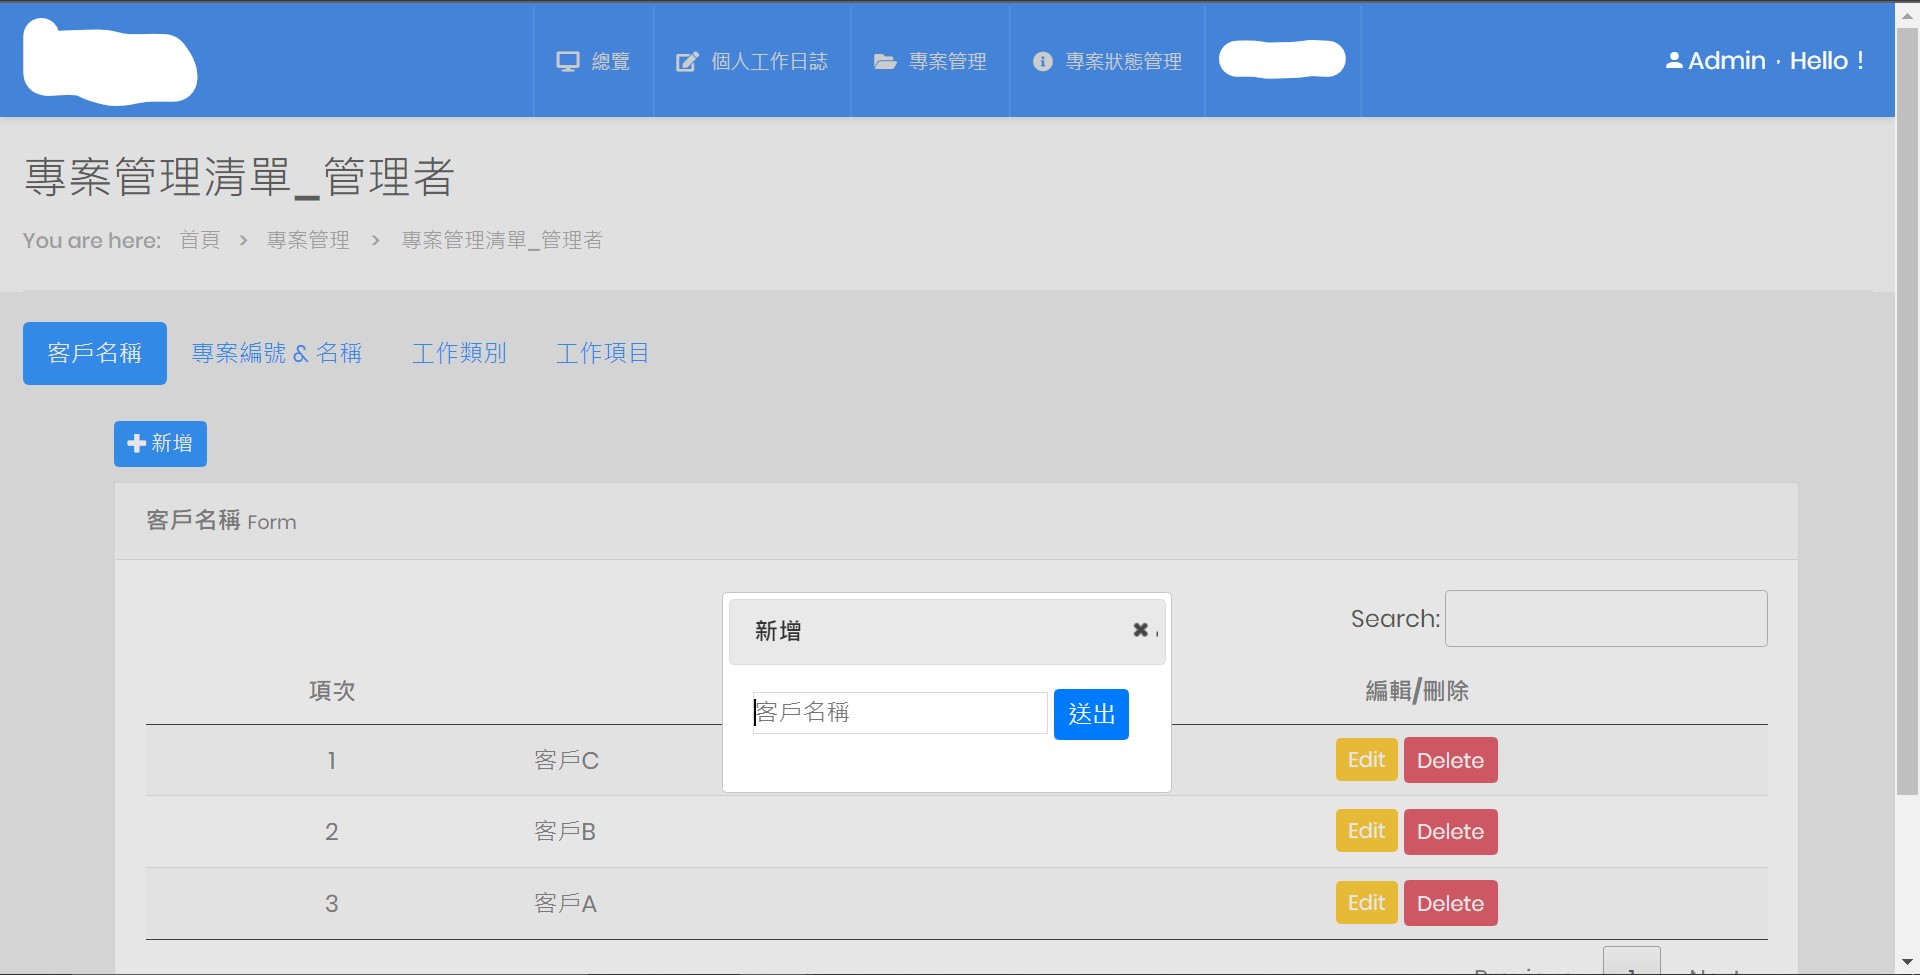 總覽
個人工作日誌
專案管理
專案狀態管理
Admin · Hello !
專案管理清單_管理者
You are here: 首頁 > 專案管理 > 專案管理清單_管理者
客戶名稱
專案編號 & 名稱
工作類別
工作項目
新增
客戶名稱 Form
Search:
新增
客戶名稱
送出
項次
編輯/刪除
1 客戶C Edit Delete
2 客戶B Edit Delete
3 客戶A Edit Delete
1